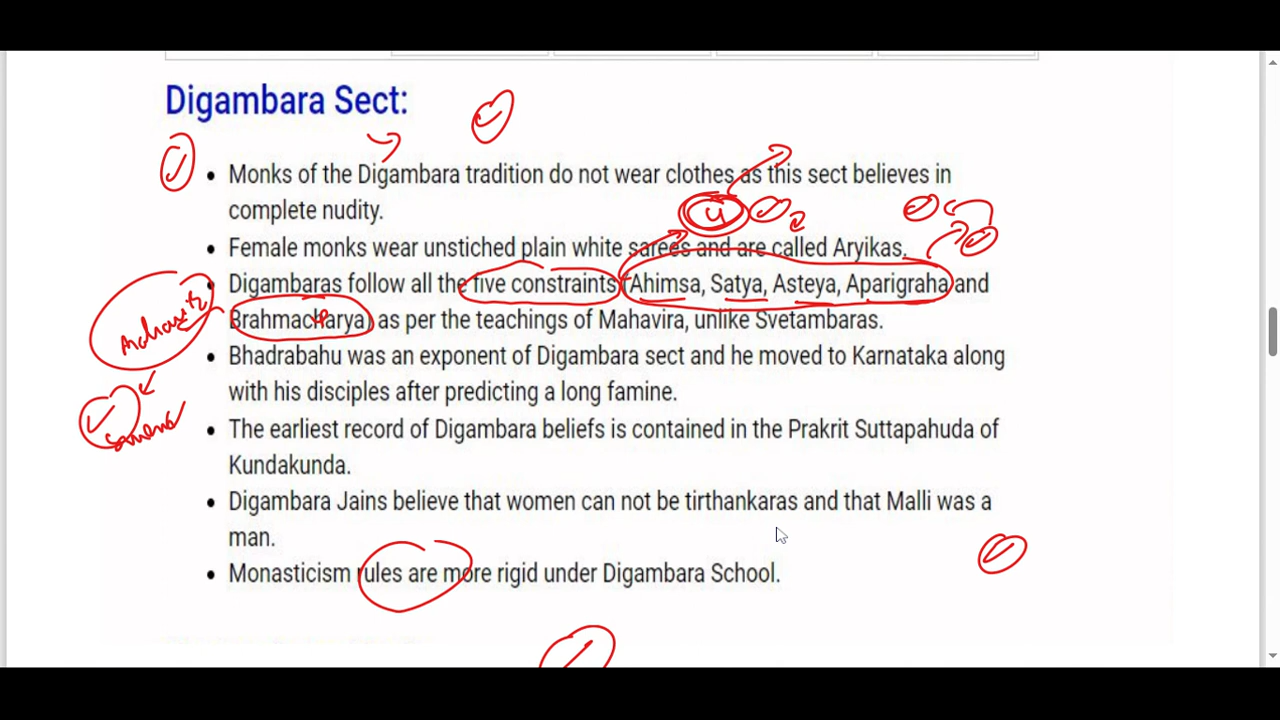 Digambara Sect:
Monks of the Digambara tradition do not wear clothes as this sect believes in
complete nudity.
4
Female monks wear unstiched plain white sarees and are called Aryikas.
Digambaras follow all the five constraints (Ahimsa, Satya, Asteya, Aparigraha and
Brahmacharya) as per the teachings of Mahavira, unlike Svetambaras.
Bhadrabahu was an exponent of Digambara sect and he moved to Karnataka along
with his disciples after predicting a long famine.
The earliest record of Digambara beliefs is contained in the Prakrit Suttapahuda of
Kundakunda.
Digambara Jains believe that women can not be tirthankaras and that Malli was a
man.
Monasticism rules are more rigid under Digambara School.